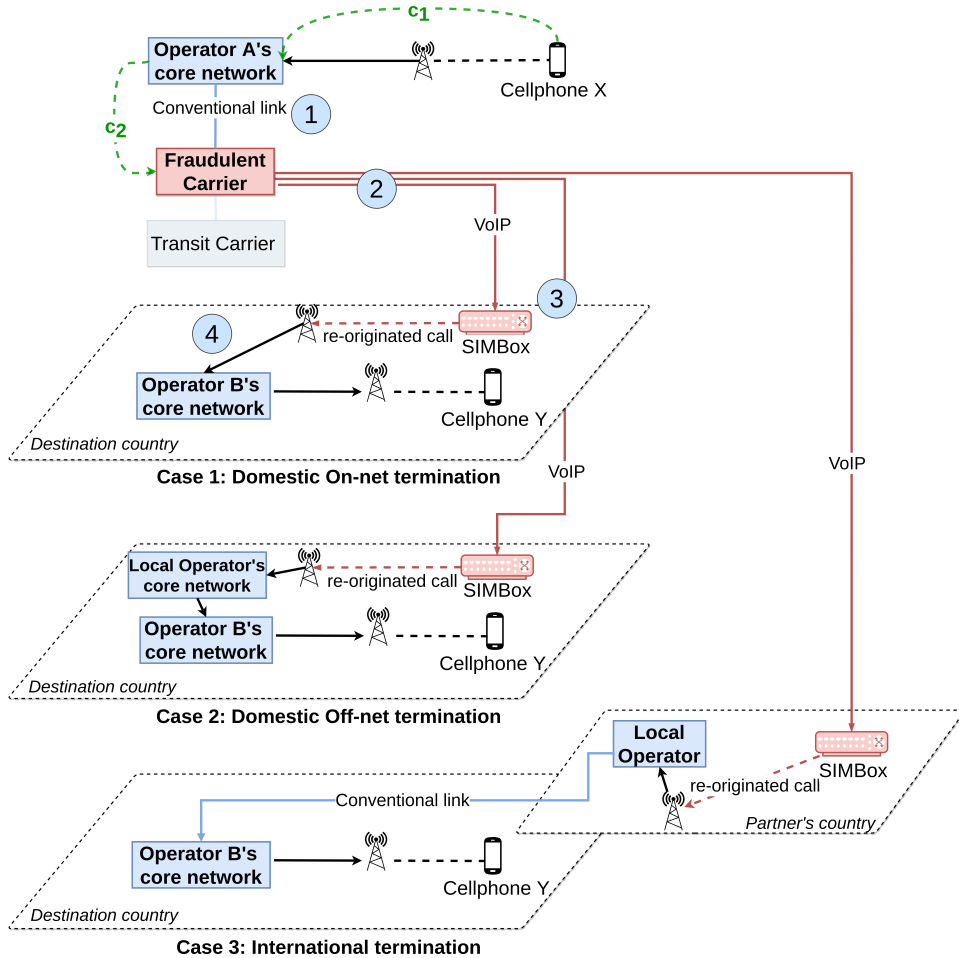 c1
Operator A's
core network
Cellphone X
Conventional link
1
c2
Fraudulent
Carrier
2
VoIP
Transit Carrier
3
4
re-originated call
SIMBox
Operator B's
core network
Cellphone Y
Destination country
Case 1: Domestic On-net termination
VoIP
VoIP
Local Operator's
core network
re-originated call
SIMBox
Operator B's
core network
Cellphone Y
Destination country
Case 2: Domestic Off-net termination
Local
Operator
SIMBox
re-originated call
Partner's country
Conventional link
Operator B's
core network
Cellphone Y
Destination country
Case 3: International termination